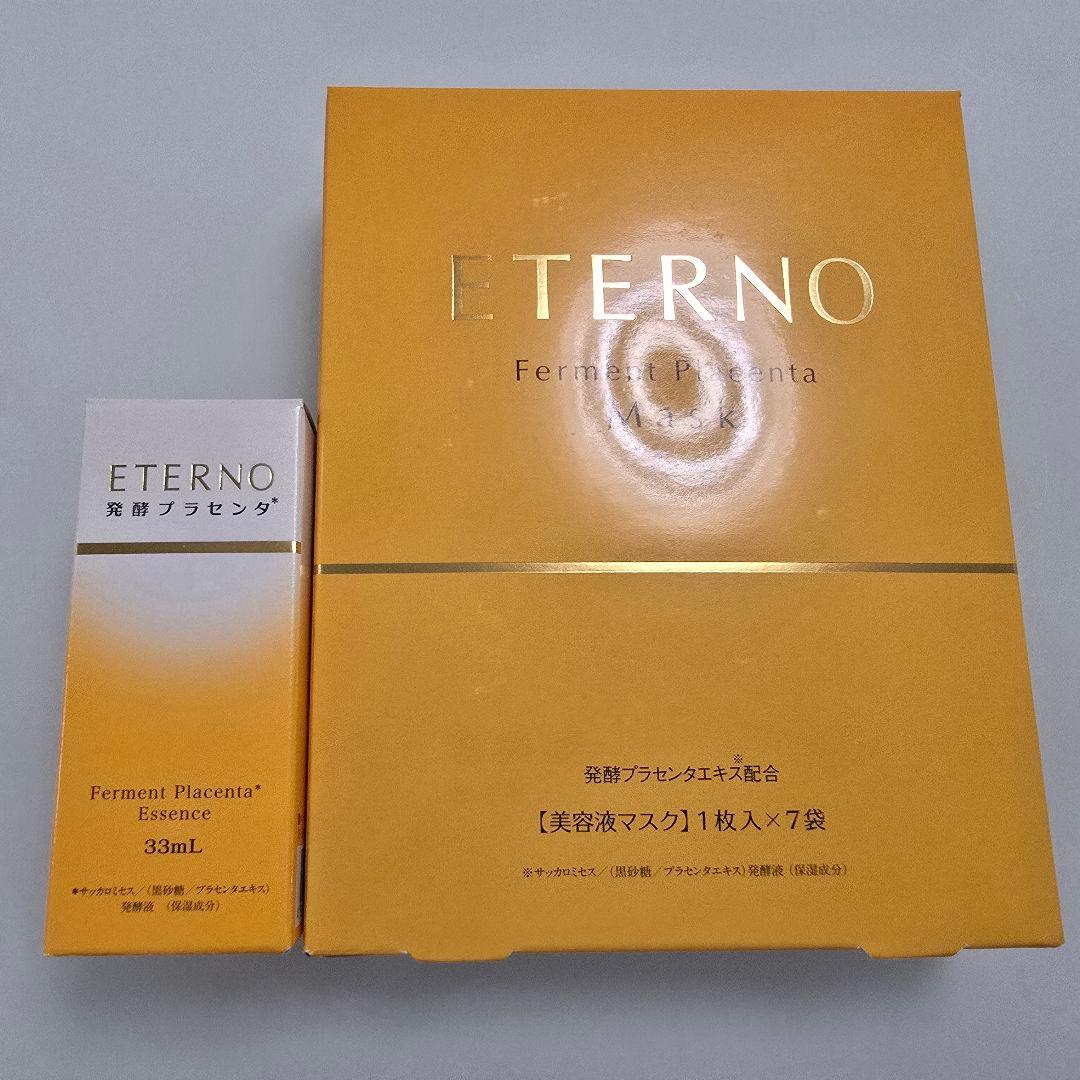 ETERNO
発酵プラセンタ*
Ferment Placenta*
Essence
33mL
*サッカロミセス/(黒砂糖/プラセンタエキス)
発酵液 (保湿成分)
ETERNO
Ferment Placenta
Mask
発酵プラセンタエキス※配合
【美容液マスク】1枚入×7袋
※サッカロミセス/(黒砂糖/プラセンタエキス)発酵液(保湿成分)